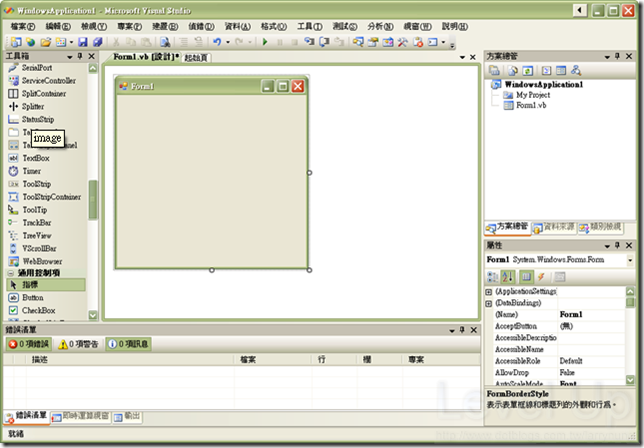 WindowsApplication1 - Microsoft Visual Studio
檔案(F) 編輯(E) 檢視(V) 專案(P) 建置(B) 偵錯(D) 資料(A) 格式(O) 工具(T) 測試(S) 分析(N) 視窗(W) 說明(H)
工具箱
SerialPort
ServiceController
SplitContainer
Splitter
StatusStrip
image
TextBox
Timer
ToolStrip
ToolStripContainer
ToolTip
TrackBar
TreeView
VScrollBar
WebBrowser
通用控制項
指標
Button
CheckBox
Form1.vb [設計]* 起始頁
Form1
方案總管
WindowsApplication1
My Project
Form1.vb
方案總管 資料來源 類別檢視
屬性
Form1 System.Windows.Forms.Form
(ApplicationSettings
(DataBindings)
(Name) Form1
AcceptButton (無)
AccessibleDescriptio
AccessibleName
AccessibleRole Default
AllowDrop False
AutoScaleMode Font
FormBorderStyle
表示表單框線和標題列的外觀和行為。
錯誤清單
0 項錯誤 0 項警告 0 項訊息
描述 檔案 行 欄 專案
錯誤清單 即時運算視窗 輸出
就緒